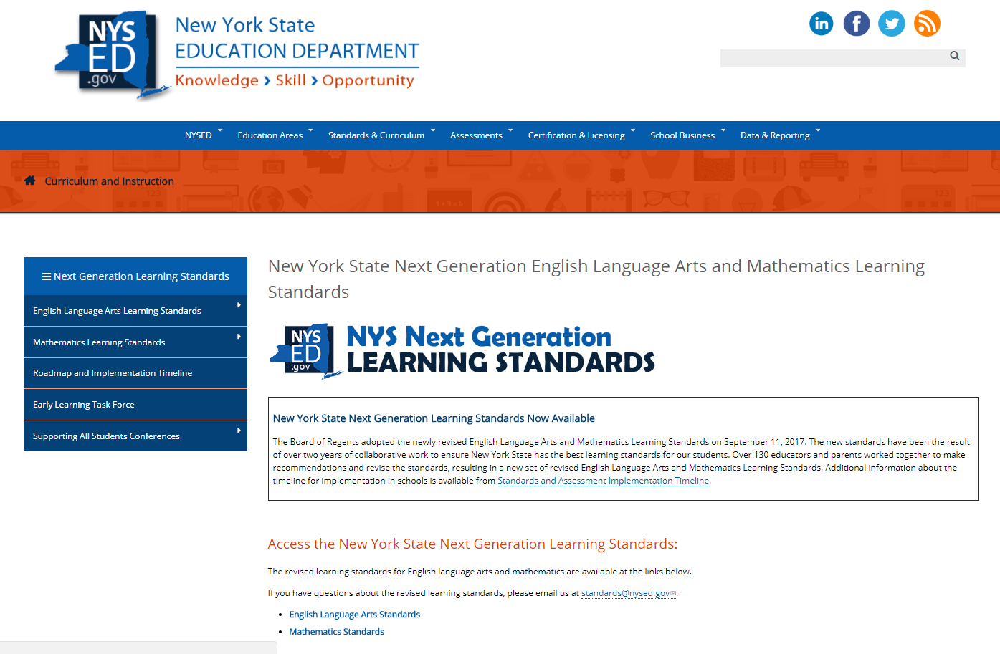 NYS
ED
.gov
New York State
EDUCATION DEPARTMENT
Knowledge › Skill › Opportunity
in
f
NYSED
Education Areas
Standards & Curriculum
Assessments
Certification & Licensing
School Business
Data & Reporting
Curriculum and Instruction
123
1+3=4
123
Next Generation Learning Standards
English Language Arts Learning Standards
Mathematics Learning Standards
Roadmap and Implementation Timeline
Early Learning Task Force
Supporting All Students Conferences
New York State Next Generation English Language Arts and Mathematics Learning
Standards
NYS
ED
.gov
NYS Next Generation
LEARNING STANDARDS
New York State Next Generation Learning Standards Now Available
The Board of Regents adopted the newly revised English Language Arts and Mathematics Learning Standards on September 11, 2017. The new standards have been the result
of over two years of collaborative work to ensure New York State has the best learning standards for our students. Over 130 educators and parents worked together to make
recommendations and revise the standards, resulting in a new set of revised English Language Arts and Mathematics Learning Standards. Additional information about the
timeline for implementation in schools is available from Standards and Assessment Implementation Timeline.
Access the New York State Next Generation Learning Standards:
The revised learning standards for English language arts and mathematics are available at the links below.
If you have questions about the revised learning standards, please email us at standards@nysed.gov.
• English Language Arts Standards
• Mathematics Standards